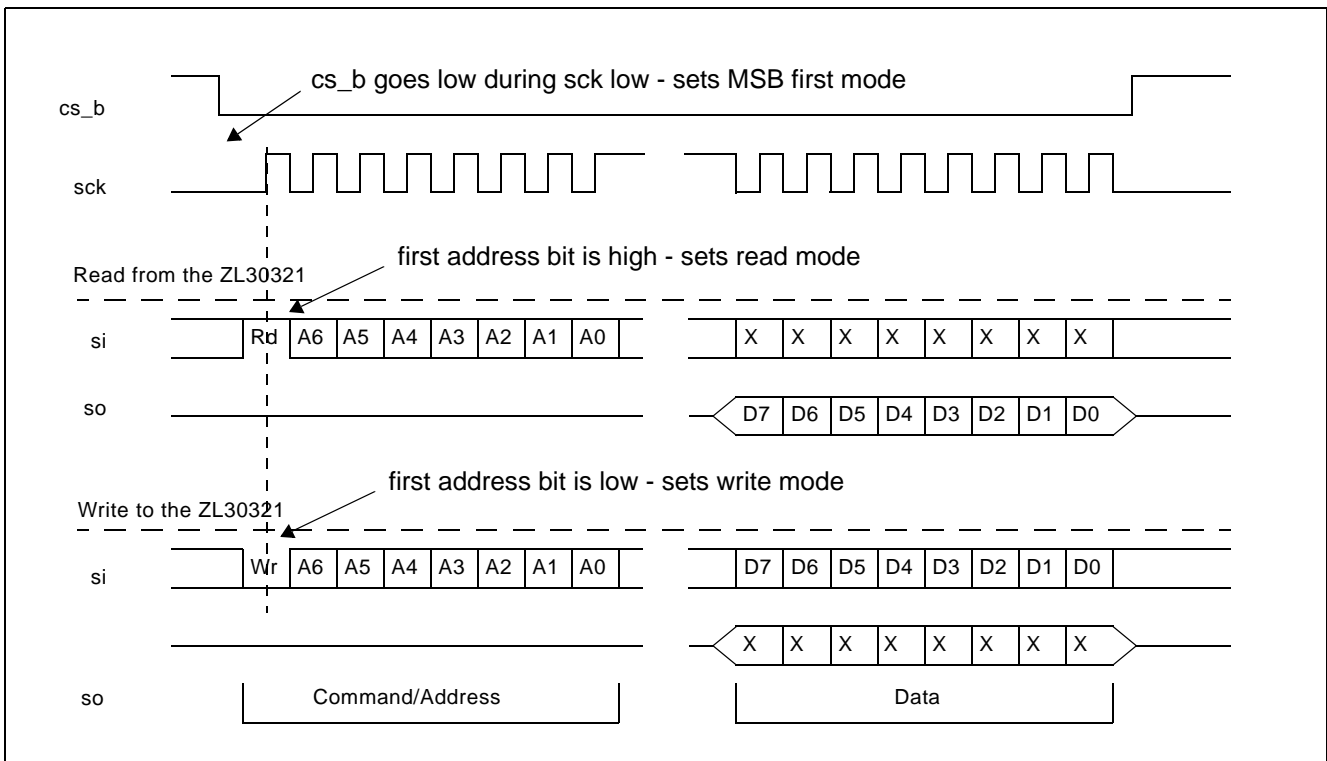 cs_b goes low during sck low - sets MSB first mode
cs_b
sck
first address bit is high - sets read mode
Read from the ZL30321
si Rd A6 A5 A4 A3 A2 A1 A0 X X X X X X X X
so D7 D6 D5 D4 D3 D2 D1 D0
first address bit is low - sets write mode
Write to the ZL30321
si Wr A6 A5 A4 A3 A2 A1 A0 D7 D6 D5 D4 D3 D2 D1 D0
X X X X X X X X
so Command/Address Data